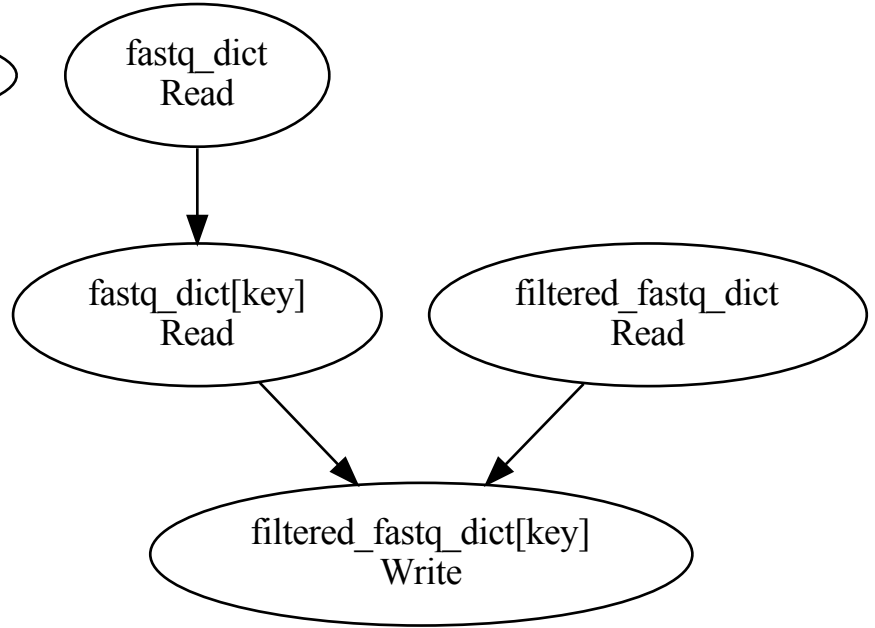 fastq_dict
Read
fastq_dict[key]
Read
filtered_fastq_dict
Read
filtered_fastq_dict[key]
Write